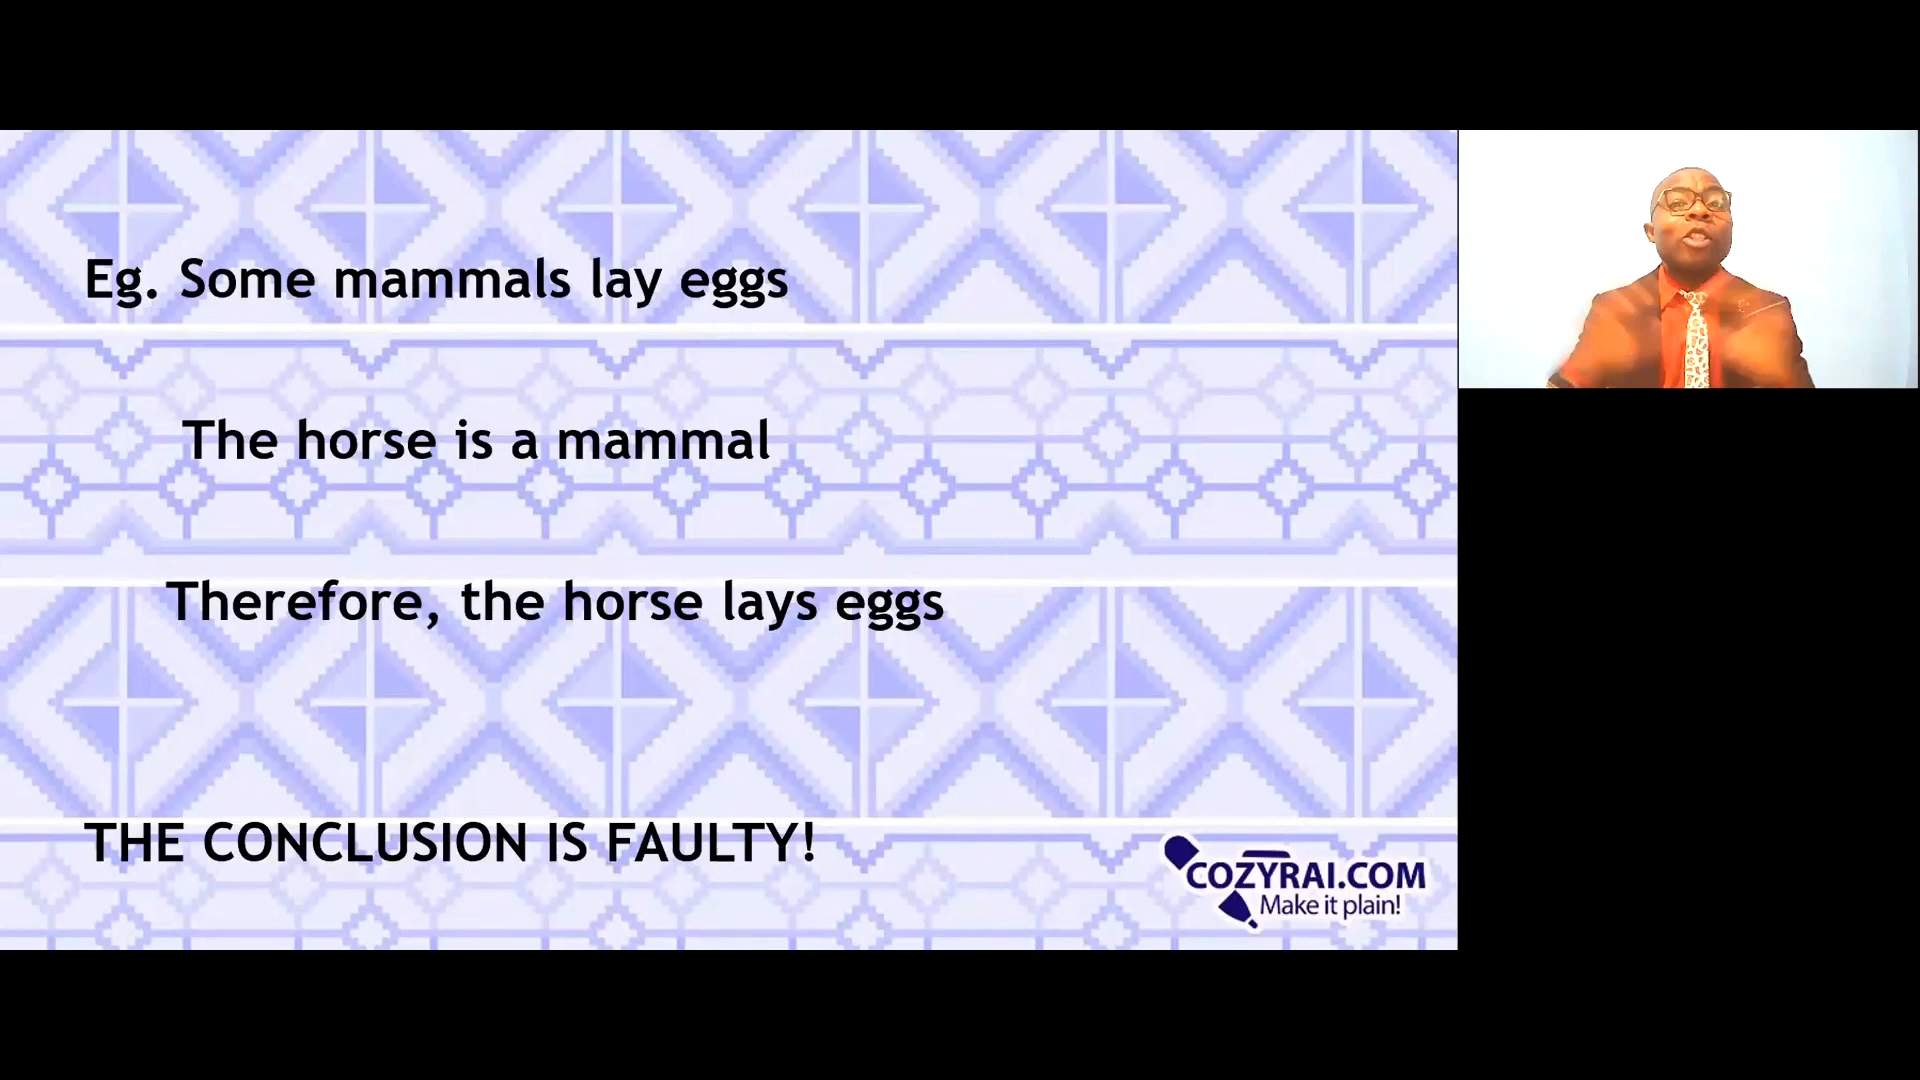 Eg. Some mammals lay eggs
The horse is a mammal
Therefore, the horse lays eggs
THE CONCLUSION IS FAULTY!
COZYRAI.COM
Make it plain!